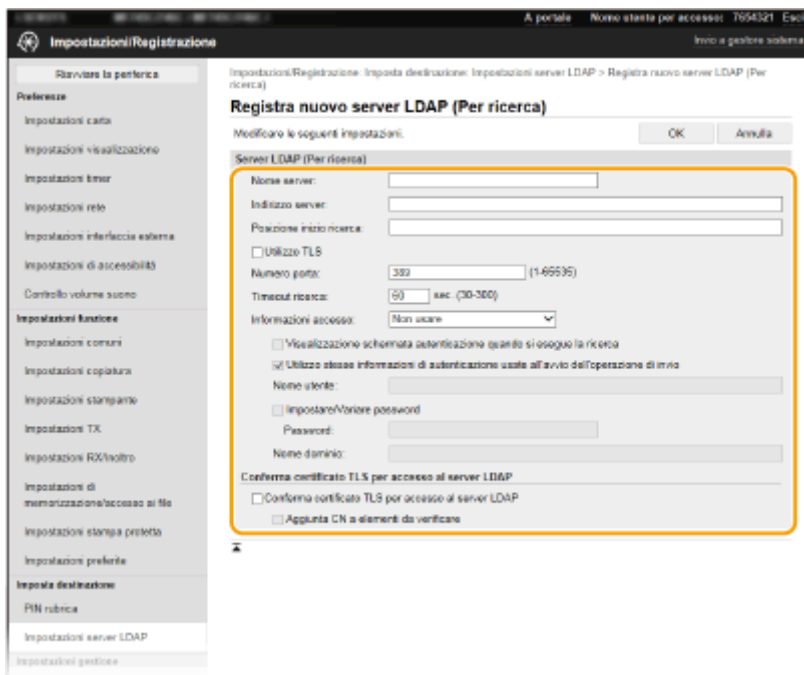 A portale Nome utente per accesso: 7654321 Esci
Impostazioni/Registrazione
Invio a gestore sistema
Riavviare la periferica
Preferenze
Impostazioni carta
Impostazioni visualizzazione
Impostazioni timer
Impostazioni rete
Impostazioni interfaccia esterna
Impostazioni di accessibilità
Controllo volume suono
Impostazioni funzione
Impostazioni comuni
Impostazioni copiatura
Impostazioni stampante
Impostazioni TX
Impostazioni RX/Inoltro
Impostazioni di
memorizzazione/accesso ai file
Impostazioni stampa protetta
Impostazioni preferite
Imposta destinazione
PIN rubrica
Impostazioni server LDAP
Impostazioni gestione
Impostazioni/Registrazione: Imposta destinazione: Impostazioni server LDAP > Registra nuovo server LDAP (Per
ricerca)
Registra nuovo server LDAP (Per ricerca)
Modificare le seguenti impostazioni.
OK Annulla
Server LDAP (Per ricerca)
Nome server:
Indirizzo server:
Posizione inizio ricerca:
Utilizzo TLS
Numero porta: 389 (1-65535)
Timeout ricerca: 60 sec. (30-300)
Informazioni accesso: Non usare
Visualizzazione schermata autenticazione quando si esegue la ricerca
Utilizzo stesse informazioni di autenticazione usate all'avvio dell'operazione di invio
Nome utente:
Impostare/Variare password
Password:
Nome dominio:
Conferma certificato TLS per accesso al server LDAP
Conferma certificato TLS per accesso al server LDAP
Aggiunta CN a elementi da verificare